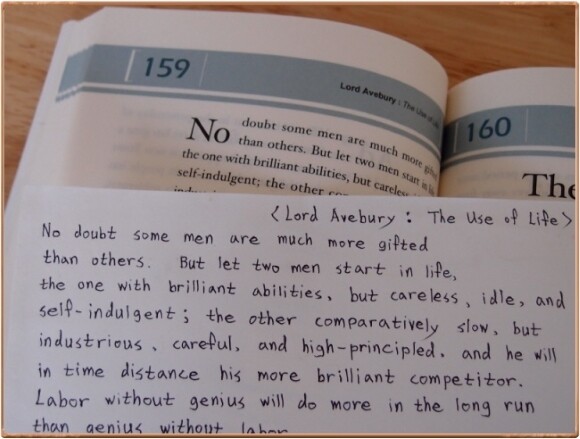 159
Lord Avebury : The Use of
No doubt some men are much more
than others. But let two men start in
the one with brilliant abilities, but careless
self-indulgent; the other
160
The
<Lord Avebury : The Use of Life>
No doubt some men are much more gifted
than others. But let two men start in life,
the one with brilliant abilities, but careless, idle, and
self-indulgent; the other comparatively slow, but
industrious, careful, and high-principled, and he will
in time distance his more brilliant competitor.
Labor without genius will do more in the long run
than genius without labor